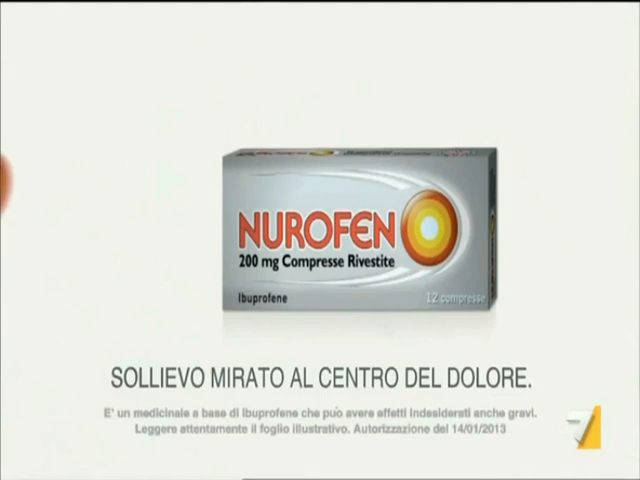 NUROFEN
200 mg Compresse Rivestite
Ibuprofene
12 compresse
SOLLIEVO MIRATO AL CENTRO DEL DOLORE.
E' un medicinale a base di ibuprofene che può avere effetti indesiderati anche gravi.
Leggere attentamente il foglio illustrativo. Autorizzazione del 14/01/2013
7